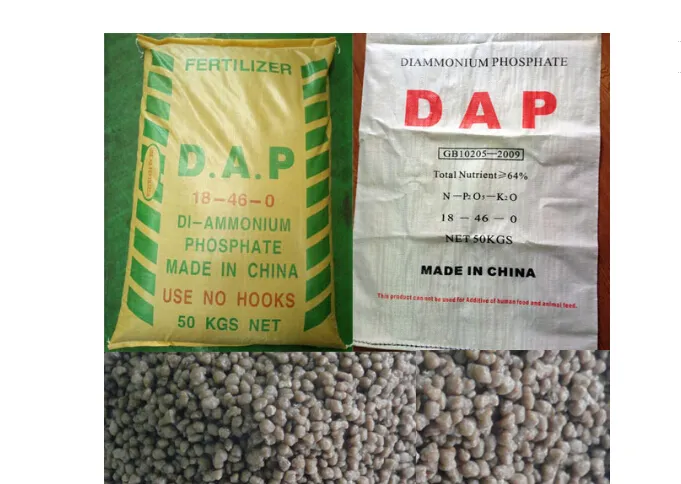 FERTILIZER
D.A.P
18-46-0
DI-AMMONIUM
PHOSPHATE
MADE IN CHINA
USE NO HOOKS
50 KGS NET
DIAMMONIUM PHOSPHATE
DAP
GB10205—2009
Total Nutrient≥64%
N—P2O5—K2O
18 - 46 - 0
NET 50KGS
MADE IN CHINA
This product can not be used for Additive of human food and animal feed.